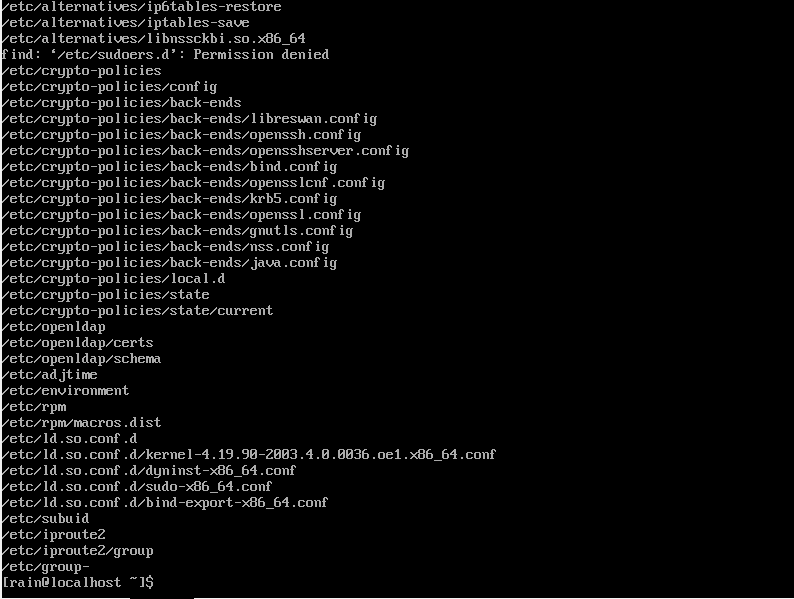 /etc/alternatives/ip6tables-restore
/etc/alternatives/iptables-save
/etc/alternatives/libnssckbi.so.x86_64
find: ‘/etc/sudoers.d’: Permission denied
/etc/crypto-policies
/etc/crypto-policies/config
/etc/crypto-policies/back-ends
/etc/crypto-policies/back-ends/libreswan.config
/etc/crypto-policies/back-ends/openssh.config
/etc/crypto-policies/back-ends/opensshserver.config
/etc/crypto-policies/back-ends/bind.config
/etc/crypto-policies/back-ends/opensslcnf.config
/etc/crypto-policies/back-ends/krb5.config
/etc/crypto-policies/back-ends/openssl.config
/etc/crypto-policies/back-ends/gnutls.config
/etc/crypto-policies/back-ends/nss.config
/etc/crypto-policies/back-ends/java.config
/etc/crypto-policies/local.d
/etc/crypto-policies/state
/etc/crypto-policies/state/current
/etc/openldap
/etc/openldap/certs
/etc/openldap/schema
/etc/adjtime
/etc/environment
/etc/rpm
/etc/rpm/macros.dist
/etc/ld.so.conf.d
/etc/ld.so.conf.d/kernel-4.19.90-2003.4.0.0036.oe1.x86_64.conf
/etc/ld.so.conf.d/dyninst-x86_64.conf
/etc/ld.so.conf.d/sudo-x86_64.conf
/etc/ld.so.conf.d/bind-export-x86_64.conf
/etc/subuid
/etc/iproute2
/etc/iproute2/group
/etc/group-
[rain@localhost ~]$